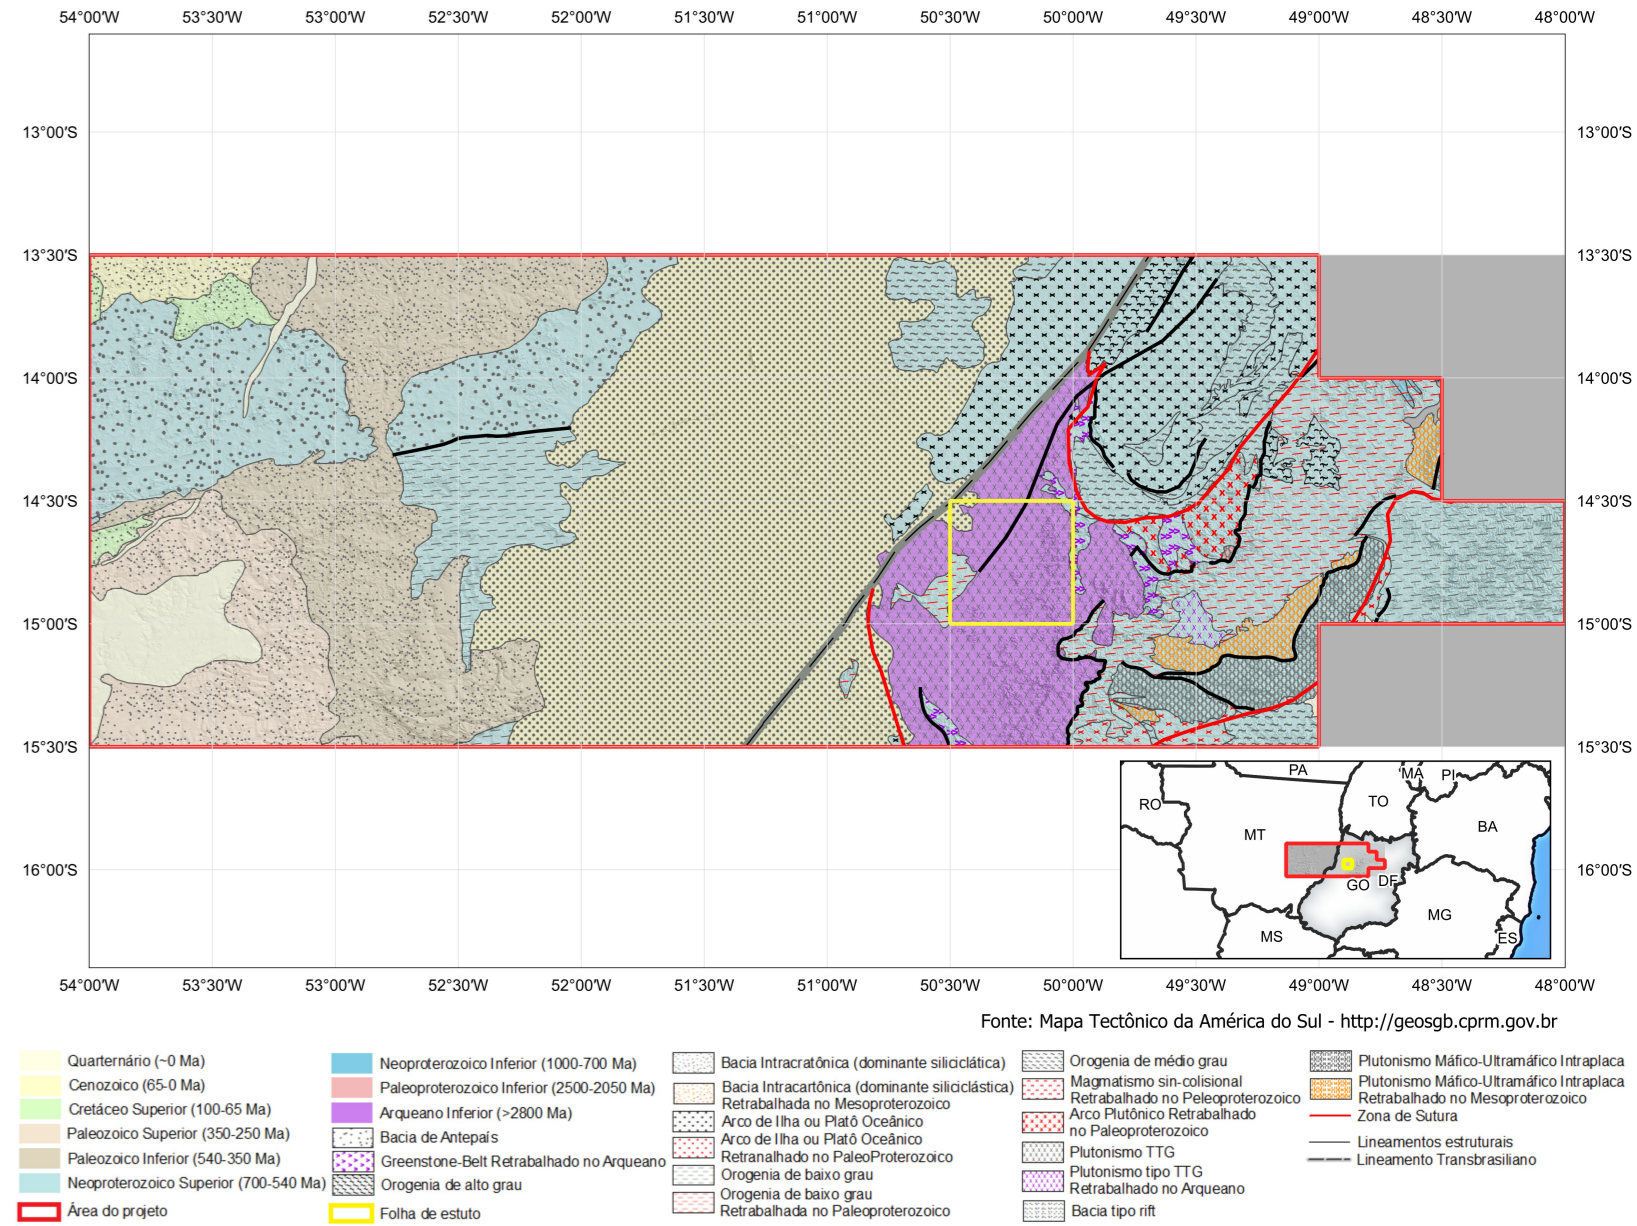 54°00'W 53°30'W 53°00'W 52°30'W 52°00'W 51°30'W 51°00'W 50°30'W 50°00'W 49°30'W 49°00'W 48°30'W 48°00'W
13°00'S 13°00'S
13°30'S 13°30'S
14°00'S 14°00'S
14°30'S 14°30'S
15°00'S 15°00'S
15°30'S 15°30'S
16°00'S 16°00'S
PA MA PI
RO TO
MT BA
GO DF
MG
MS ES
54°00'W 53°30'W 53°00'W 52°30'W 52°00'W 51°30'W 51°00'W 50°30'W 50°00'W 49°30'W 49°00'W 48°30'W 48°00'W
Fonte: Mapa Tectônico da América do Sul - http://geosgb.cprm.gov.br
Quarternário (~0 Ma)
Cenozoico (65-0 Ma)
Cretáceo Superior (100-65 Ma)
Paleozoico Superior (350-250 Ma)
Paleozoico Inferior (540-350 Ma)
Neoproterozoico Superior (700-540 Ma)
Área do projeto
Neoproterozoico Inferior (1000-700 Ma)
Paleoproterozoico Inferior (2500-2050 Ma)
Arqueano Inferior (>2800 Ma)
Bacia de Antepaís
Greenstone-Belt Retrabalhado no Arqueano
Orogenia de alto grau
Folha de estuto
Bacia Intracratônica (dominante siliciclática)
Bacia Intracartônica (dominante siliciclástica)
Retrabalhada no Mesoproterozoico
Arco de Ilha ou Platô Oceânico
Arco de Ilha ou Platô Oceânico
Retranalhado no PaleoProterozoico
Orogenia de baixo grau
Orogenia de baixo grau
Retrabalhada no Paleoproterozoico
Orogenia de médio grau
Magmatismo sin-colisional
Retrabalhado no Peleoproterozoico
Arco Plutônico Retrabalhado
no Paleoproterozoico
Plutonismo TTG
Plutonismo tipo TTG
Retrabalhado no Arqueano
Bacia tipo rift
Plutonismo Máfico-Ultramáfico Intraplaca
Plutonismo Máfico-Ultramáfico Intraplaca
Retrabalhado no Mesoproterozoico
Zona de Sutura
Lineamentos estruturais
Lineamento Transbrasiliano